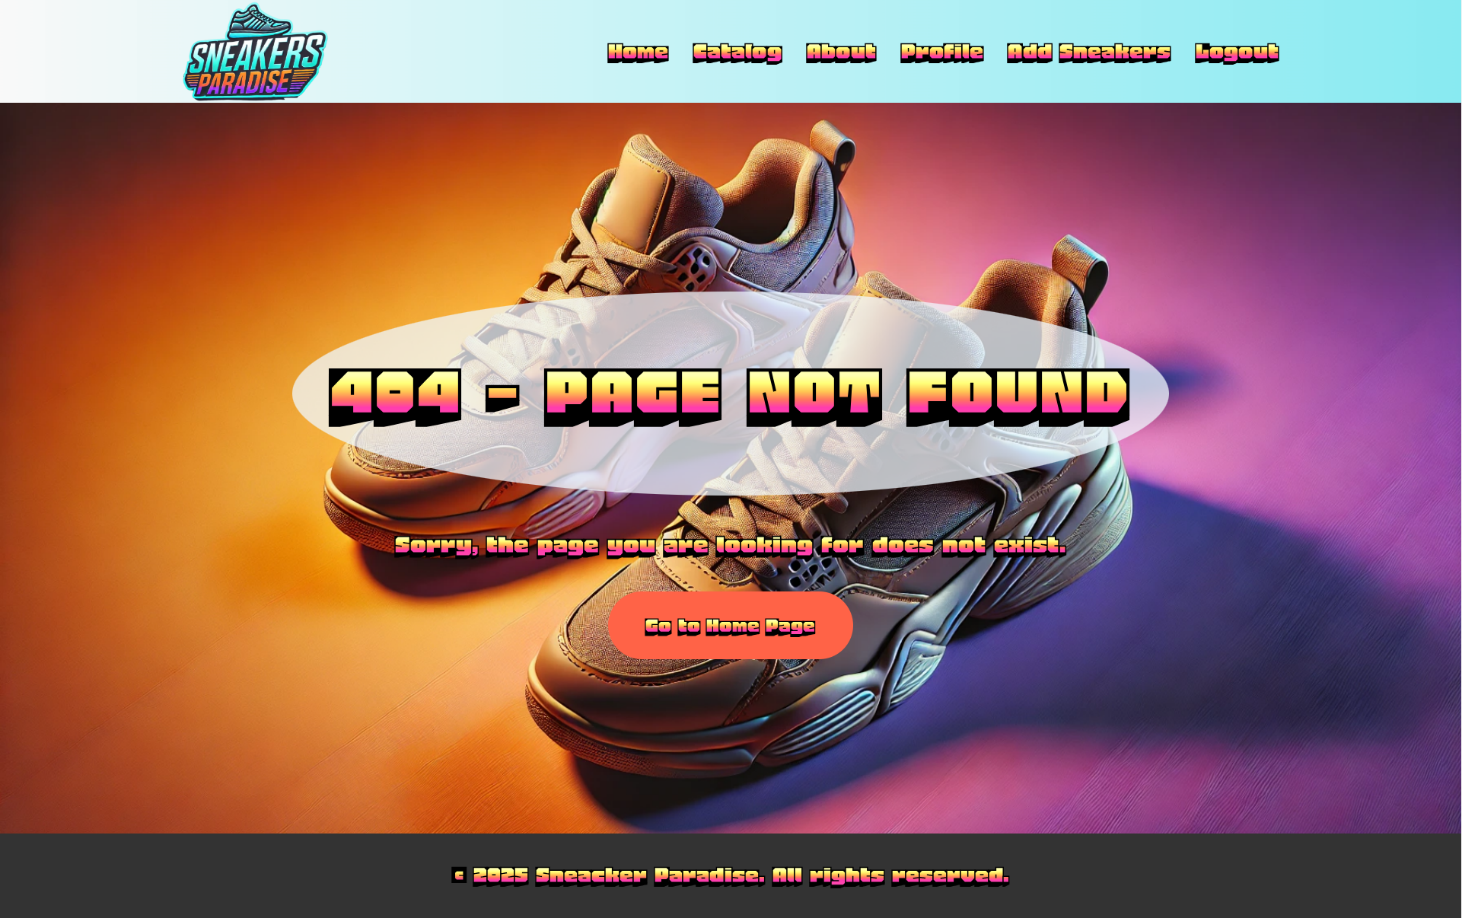 SNEAKERS
PARADISE
Home Catalog About Profile Add Sneakers Logout
404 - PAGE NOT FOUND
Sorry, the page you are looking for does not exist.
Go to Home Page
© 2025 Sneacker Paradise. All rights reserved.